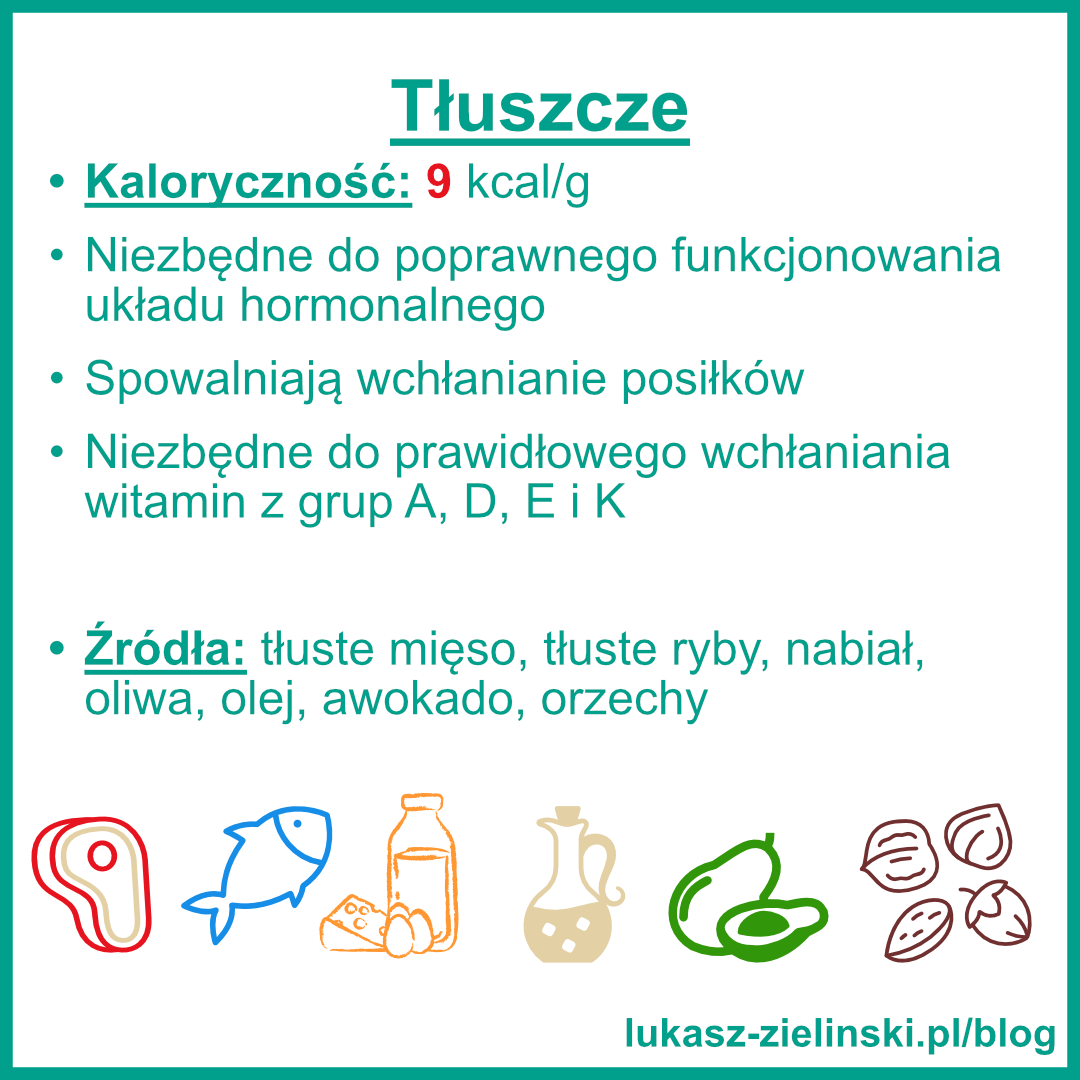 Tłuszcze
• Kaloryczność: 9 kcal/g
• Niezbędne do poprawnego funkcjonowania
układu hormonalnego
• Spowalniają wchłanianie posiłków
• Niezbędne do prawidłowego wchłaniania
witamin z grup A, D, E i K
• Źródła: tłuste mięso, tłuste ryby, nabiał,
oliwa, olej, awokado, orzechy
lukasz-zielinski.pl/blog